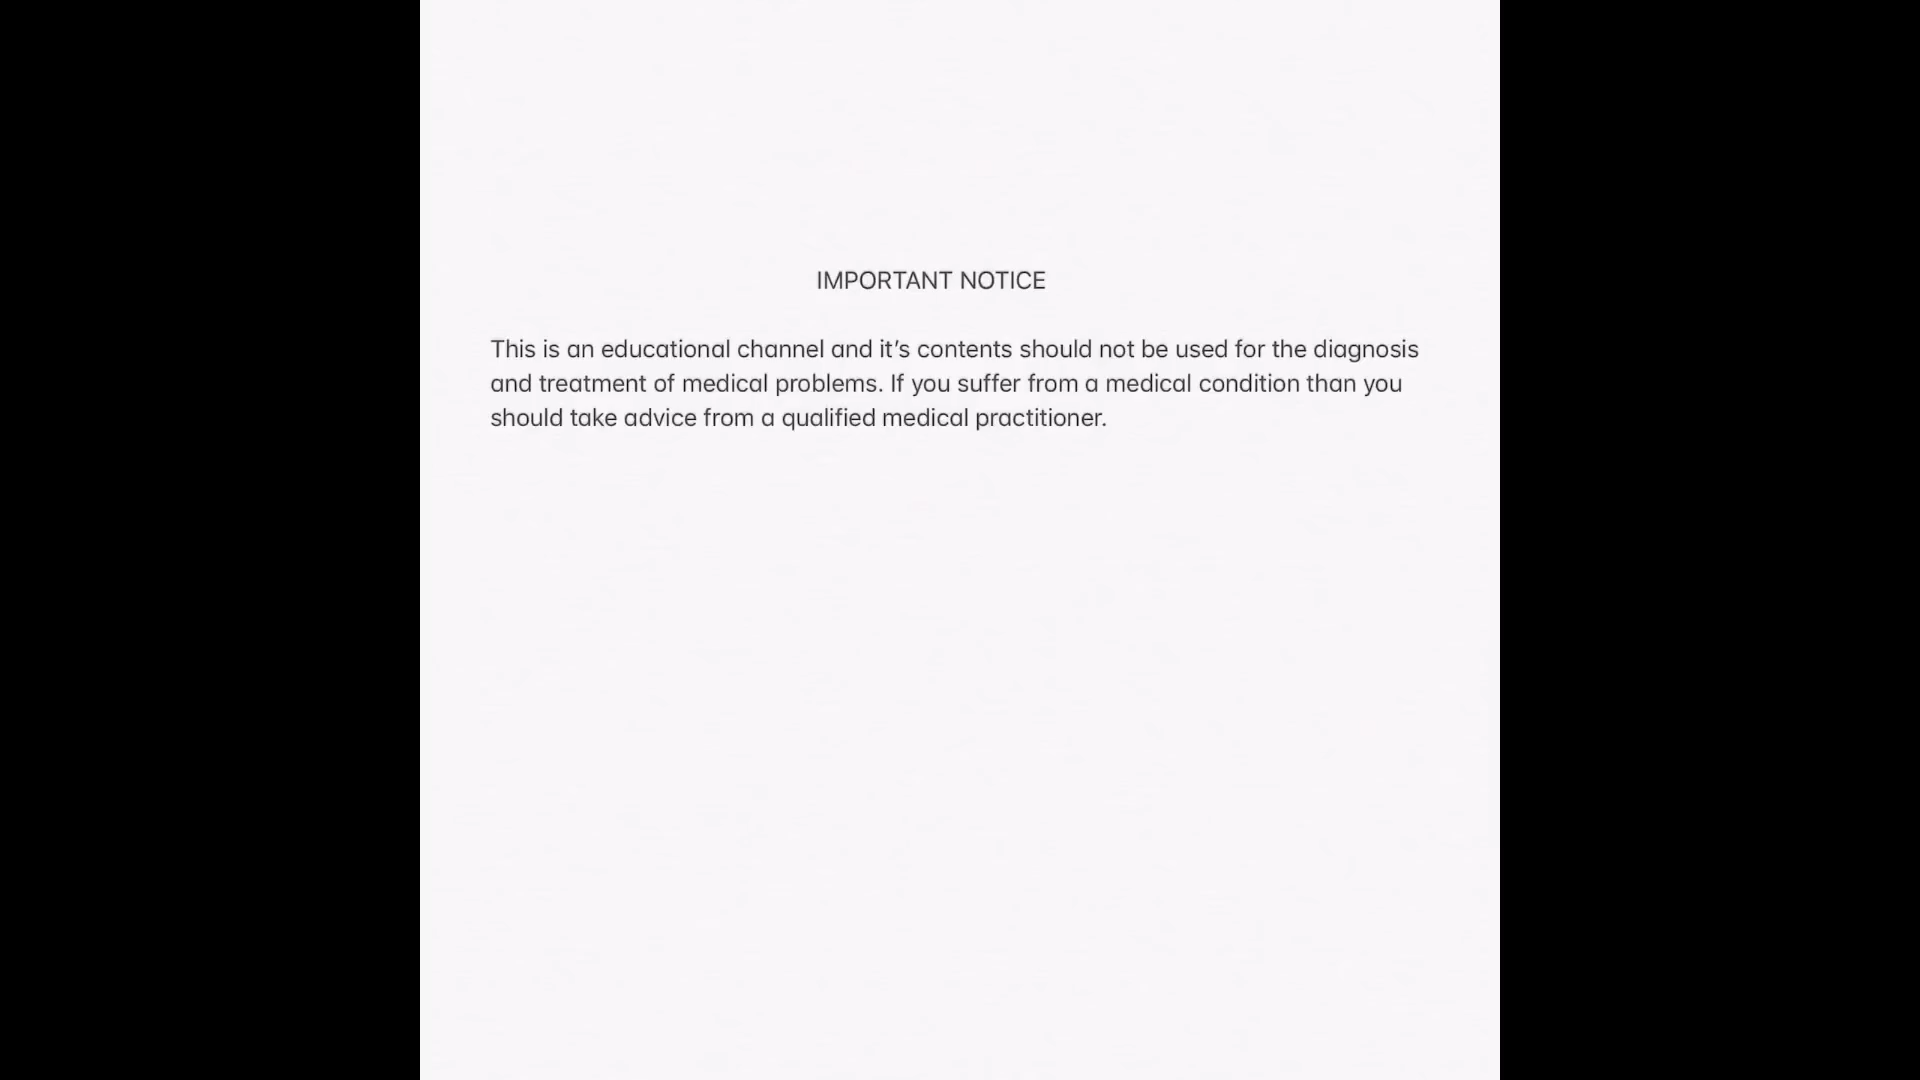 IMPORTANT NOTICE
This is an educational channel and it’s contents should not be used for the diagnosis
and treatment of medical problems. If you suffer from a medical condition than you
should take advice from a qualified medical practitioner.